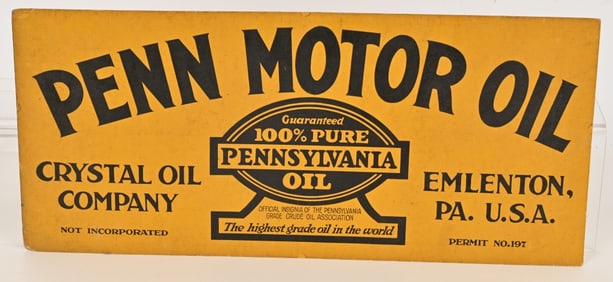 PENN MOTOR OIL
CRYSTAL OIL
COMPANY
NOT INCORPORATED
Guaranteed
100% PURE
PENNSYLVANIA
OIL
OFFICIAL INSIGNIA OF THE PENNSYLVANIA
GRADE CRUDE OIL ASSOCIATION
The highest grade oil in the world
EMLENTON,
PA. U.S.A.
PERMIT NO.197